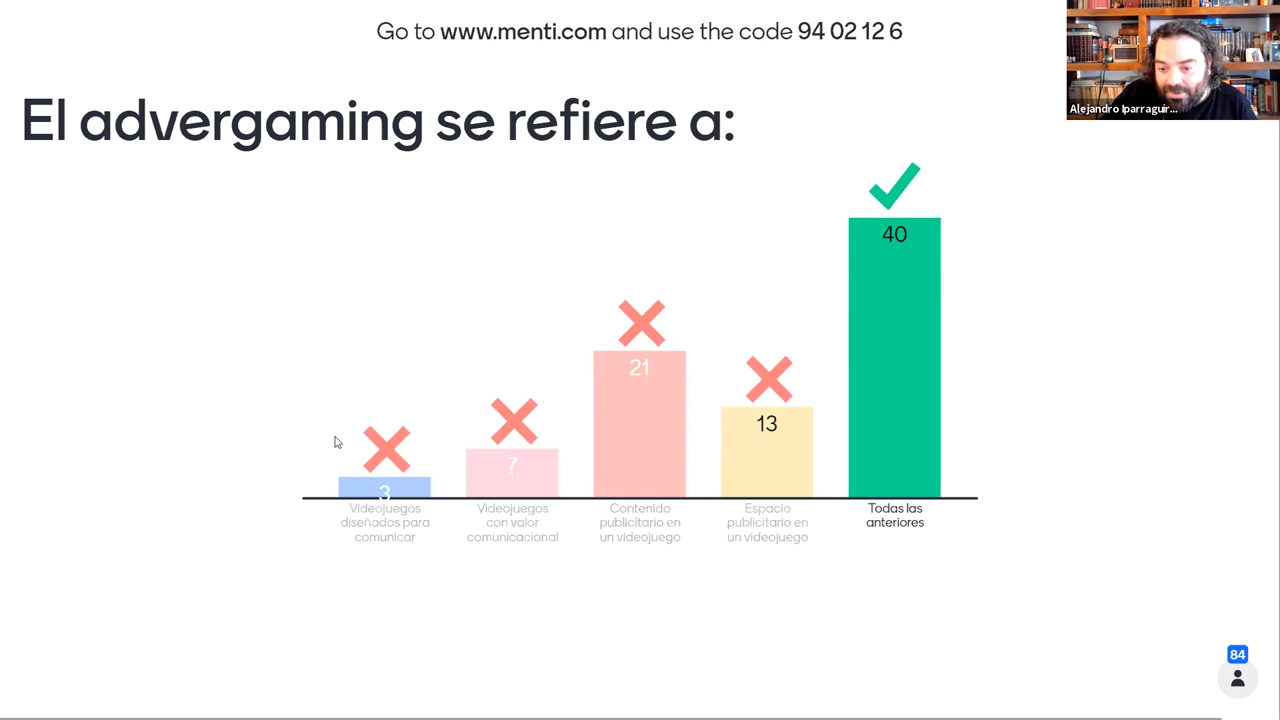 Go to www.menti.com and use the code 94 02 12 6
Alejandro Iparraguir...
El advergaming se refiere a:
40
21
13
7
3
Videojuegos
diseñados para
comunicar
Videojuegos
con valor
comunicacional
Contenido
publicitario en
un videojuego
Espacio
publicitario en
un videojuego
Todas las
anteriores
84